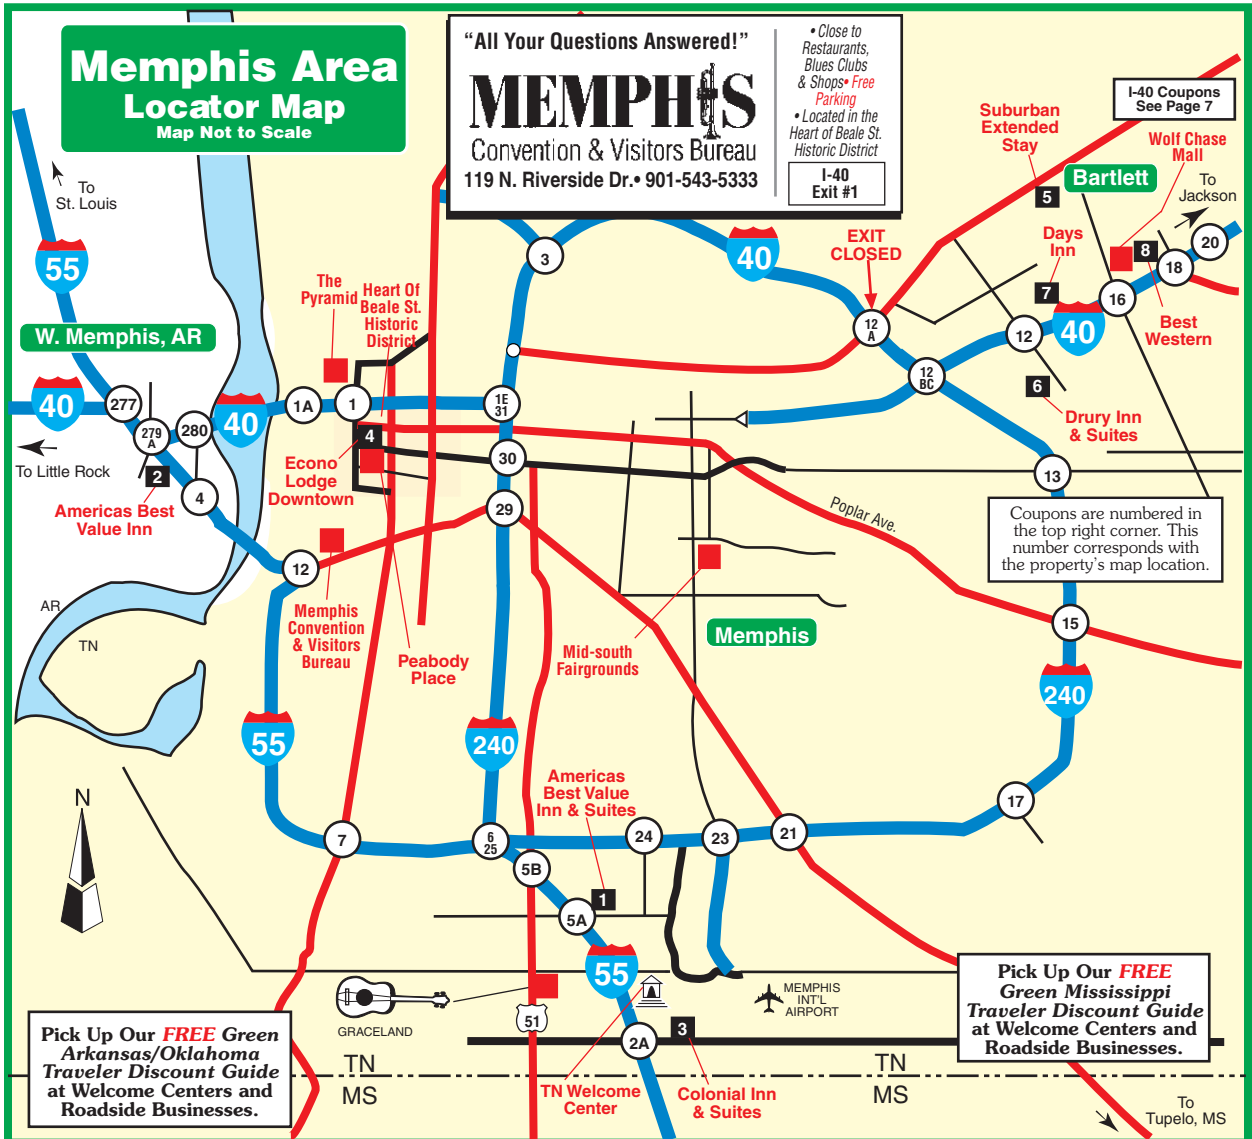 Memphis Area
Locator Map
Map Not to Scale
“All Your Questions Answered!”
MEMPHIS
Convention & Visitors Bureau
119 N. Riverside Dr.• 901-543-5333
• Close to
Restaurants,
Blues Clubs
& Shops• Free
Parking
• Located in the
Heart of Beale St.
Historic District
I-40
Exit #1
I-40 Coupons
See Page 7
Suburban
Extended
Stay
5
Bartlett
Wolf Chase
Mall
To
Jackson
20
8
18
Days
Inn
7
16
40
Best
Western
12
6
Drury Inn
& Suites
EXIT
CLOSED
12
A
12
BC
40
3
To
St. Louis
55
W. Memphis, AR
40
277
279
A
280
40
To Little Rock
2
Americas Best
Value Inn
4
The
Pyramid
Heart Of
Beale St.
Historic
District
1A
1
1E
31
4
Econo
Lodge
Downtown
30
29
12
Memphis
Convention
& Visitors
Bureau
Peabody
Place
Poplar Ave.
13
Coupons are numbered in
the top right corner. This
number corresponds with
the property's map location.
15
Mid-south
Fairgrounds
Memphis
240
AR
TN
55
240
N
Americas
Best Value
Inn & Suites
7
6
25
5B
24
23
21
17
1
5A
55
GRACELAND
51
MEMPHIS
INT'L
AIRPORT
2A
3
TN
MS
TN
MS
TN Welcome
Center
Colonial Inn
& Suites
Pick Up Our FREE Green
Arkansas/Oklahoma
Traveler Discount Guide
at Welcome Centers and
Roadside Businesses.
Pick Up Our FREE
Green Mississippi
Traveler Discount Guide
at Welcome Centers and
Roadside Businesses.
To
Tupelo, MS